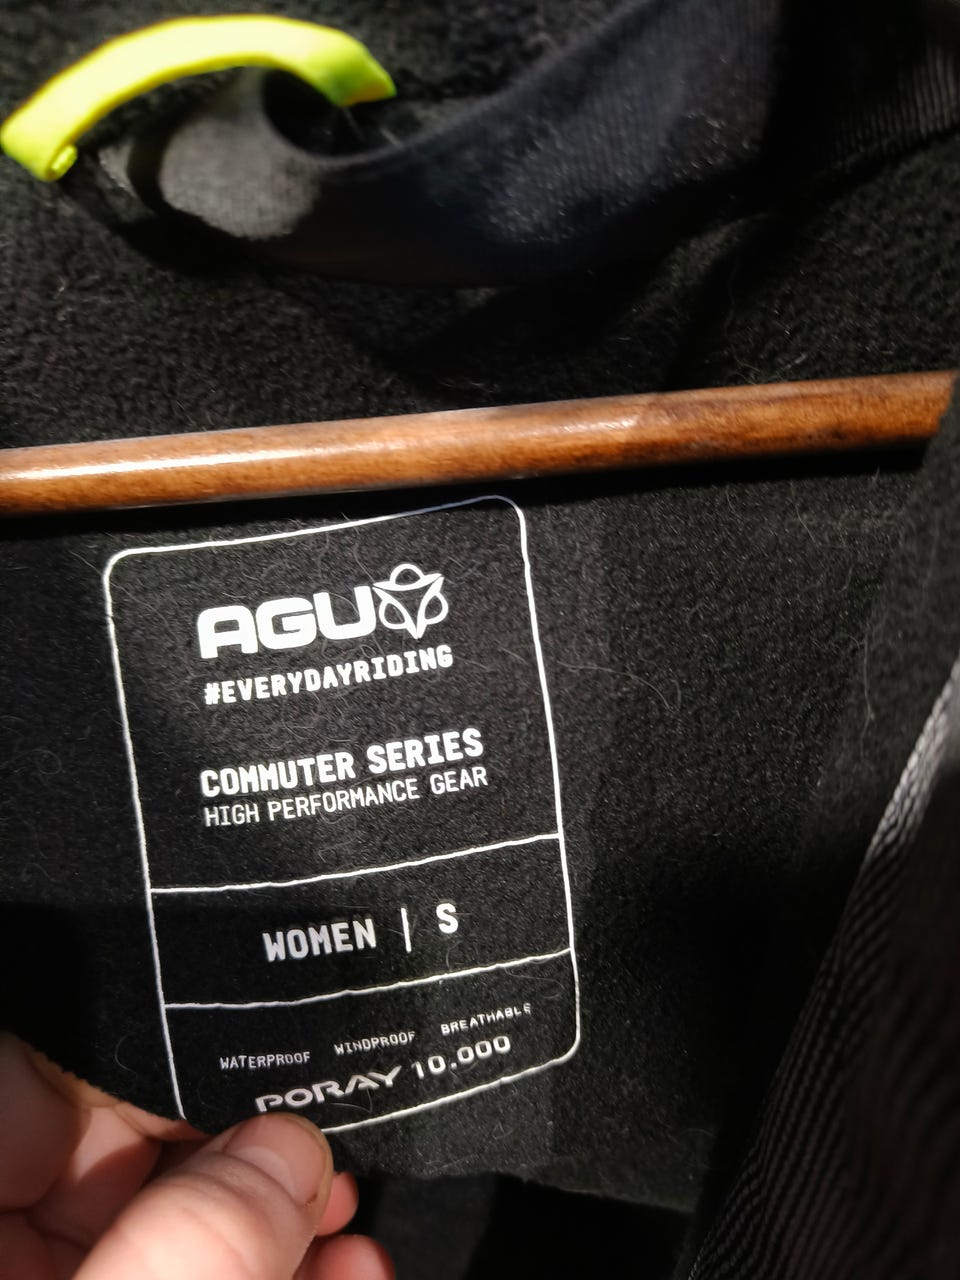 AGU
#EVERYDAYRIDING
COMMUTER SERIES
HIGH PERFORMANCE GEAR
WOMEN | S
WATERPROOF WINDPROOF BREATHABLE
PORAY 10.000